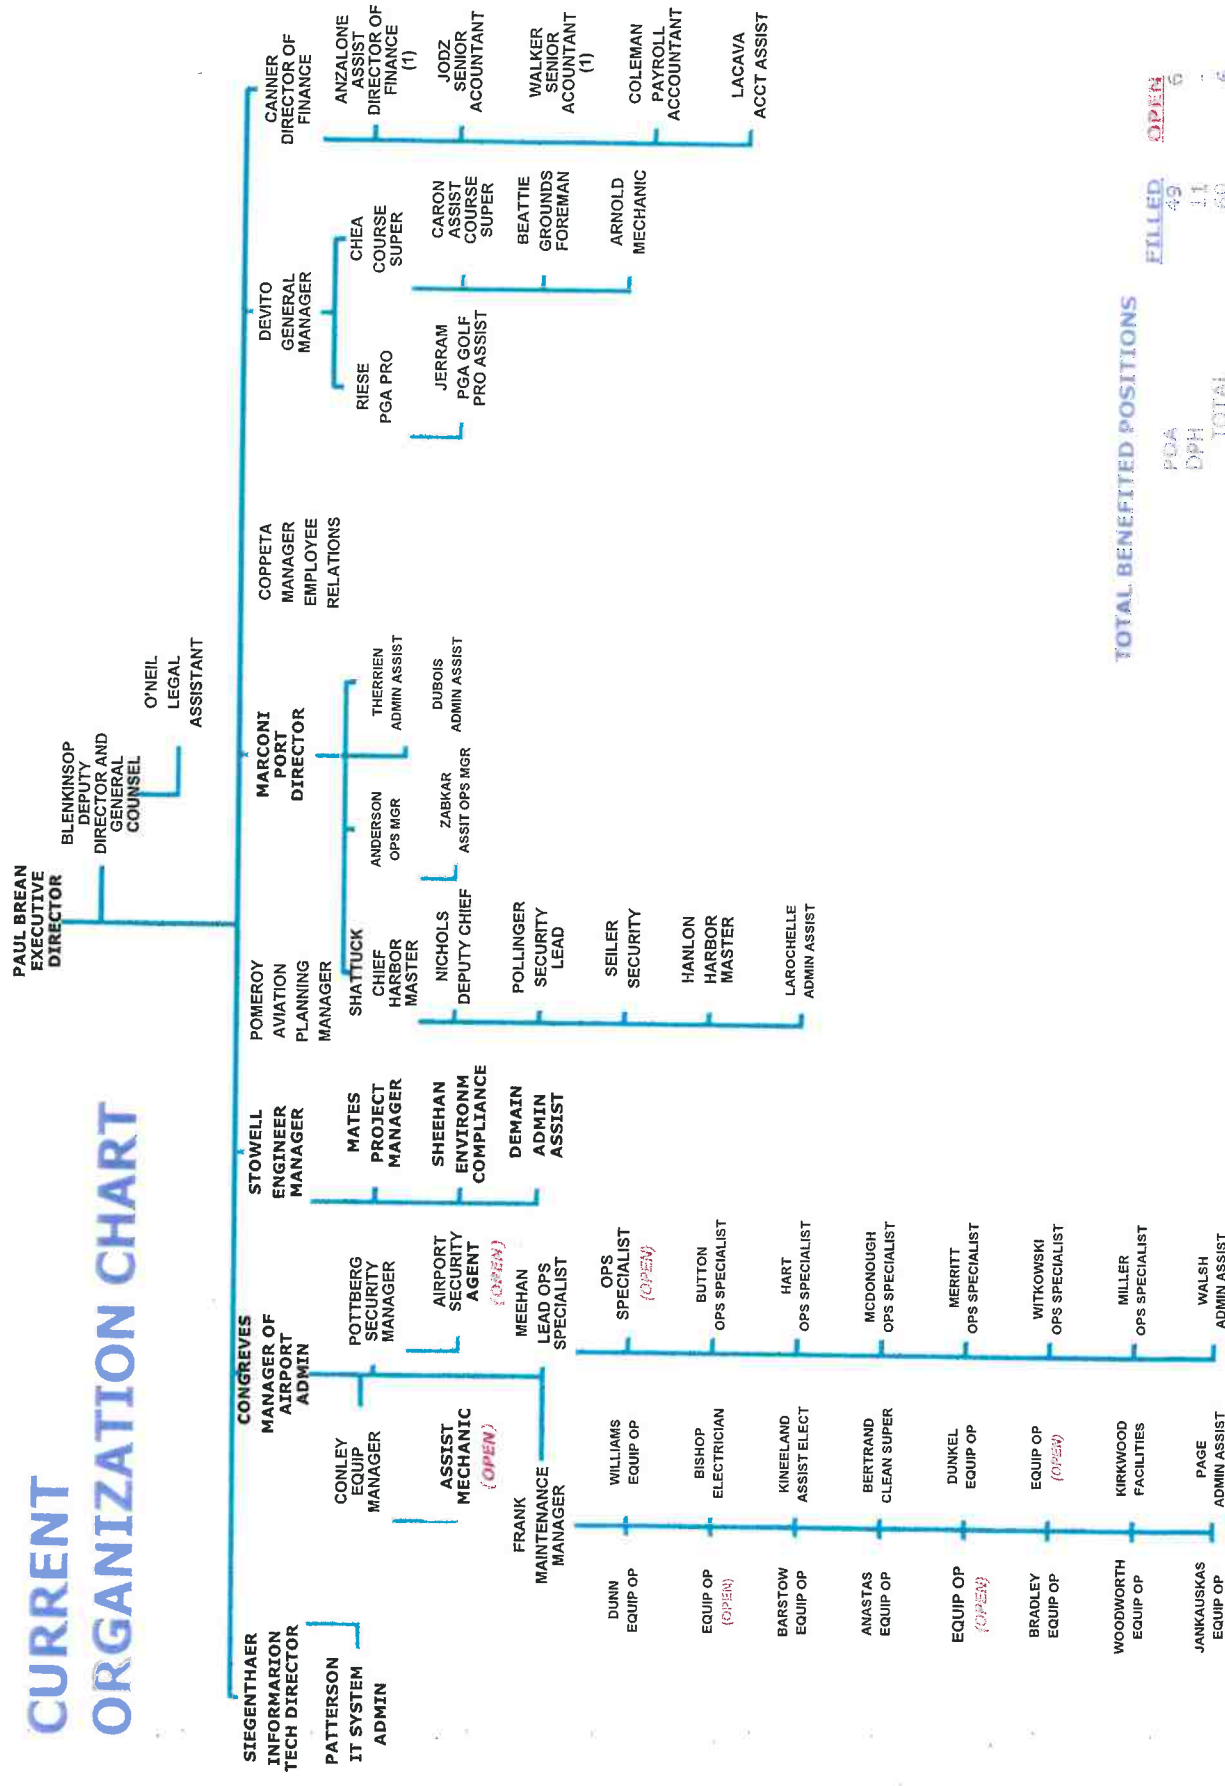 CURRENT
ORGANIZATION CHART
PAUL BREAN
EXECUTIVE
DIRECTOR
BLENKINSOP
DEPUTY
DIRECTOR AND
GENERAL
COUNSEL
O'NEIL
LEGAL
ASSISTANT
SIEGENTHAER
INFORMARION
TECH DIRECTOR
PATTERSON
IT SYSTEM
ADMIN
CONGREVES
MANAGER OF
AIRPORT
ADMIN
CONLEY
EQUIP
MANAGER
ASSIST
MECHANIC
(OPEN)
POTTBERG
SECURITY
MANAGER
AIRPORT
SECURITY
AGENT
(OPEN)
FRANK
MAINTENANCE
MANAGER
DUNN
EQUIP OP
EQUIP OP
(OPEN)
BARSTOW
EQUIP OP
ANASTAS
EQUIP OP
EQUIP OP
(OPEN)
BRADLEY
EQUIP OP
WOODWORTH
EQUIP OP
JANKAUSKAS
EQUIP OP
WILLIAMS
EQUIP OP
BISHOP
ELECTRICIAN
KINEELAND
ASSIST ELECT
BERTRAND
CLEAN SUPER
DUNKEL
EQUIP OP
EQUIP OP
(OPEN)
KIRKWOOD
FACILITIES
PAGE
ADMIN ASSIST
MEEHAN
LEAD OPS
SPECIALIST
OPS
SPECIALIST
(OPEN)
BUTTON
OPS SPECIALIST
HART
OPS SPECIALIST
MCDONOUGH
OPS SPECIALIST
MERRITT
OPS SPECIALIST
WITKOWSKI
OPS SPECIALIST
MILLER
OPS SPECIALIST
WALSH
ADMIN ASSIST
STOWELL
ENGINEER
MANAGER
MATES
PROJECT
MANAGER
SHEEHAN
ENVIRONM
COMPLIANCE
DEMAIN
ADMIN
ASSIST
POMEROY
AVIATION
PLANNING
MANAGER
MARCONI
PORT
DIRECTOR
SHATTUCK
CHIEF
HARBOR
MASTER
NICHOLS
DEPUTY CHIEF
POLLINGER
SECURITY
LEAD
SEILER
SECURITY
HANLON
HARBOR
MASTER
LAROCHELLE
ADMIN ASSIST
ANDERSON
OPS MGR
ZABKAR
ASSIT OPS MGR
THERRIEN
ADMIN ASSIST
DUBOIS
ADMIN ASSIST
COPPETA
MANAGER
EMPLOYEE
RELATIONS
DEVITO
GENERAL
MANAGER
RIESE
PGA PRO
JERRAM
PGA GOLF
PRO ASSIST
CHEA
COURSE
SUPER
CARON
ASSIST
COURSE
SUPER
BEATTIE
GROUNDS
FOREMAN
ARNOLD
MECHANIC
CANNER
DIRECTOR OF
FINANCE
ANZALONE
ASSIST
DIRECTOR OF
FINANCE
(1)
JODZ
SENIOR
ACOUNTANT
WALKER
SENIOR
ACOUNTANT
(1)
COLEMAN
PAYROLL
ACCOUNTANT
LACAVA
ACCT ASSIST
TOTAL BENEFITED POSITIONS
FILLED OPEN
PDA 49 6
DPH 11 -
TOTAL 60 6